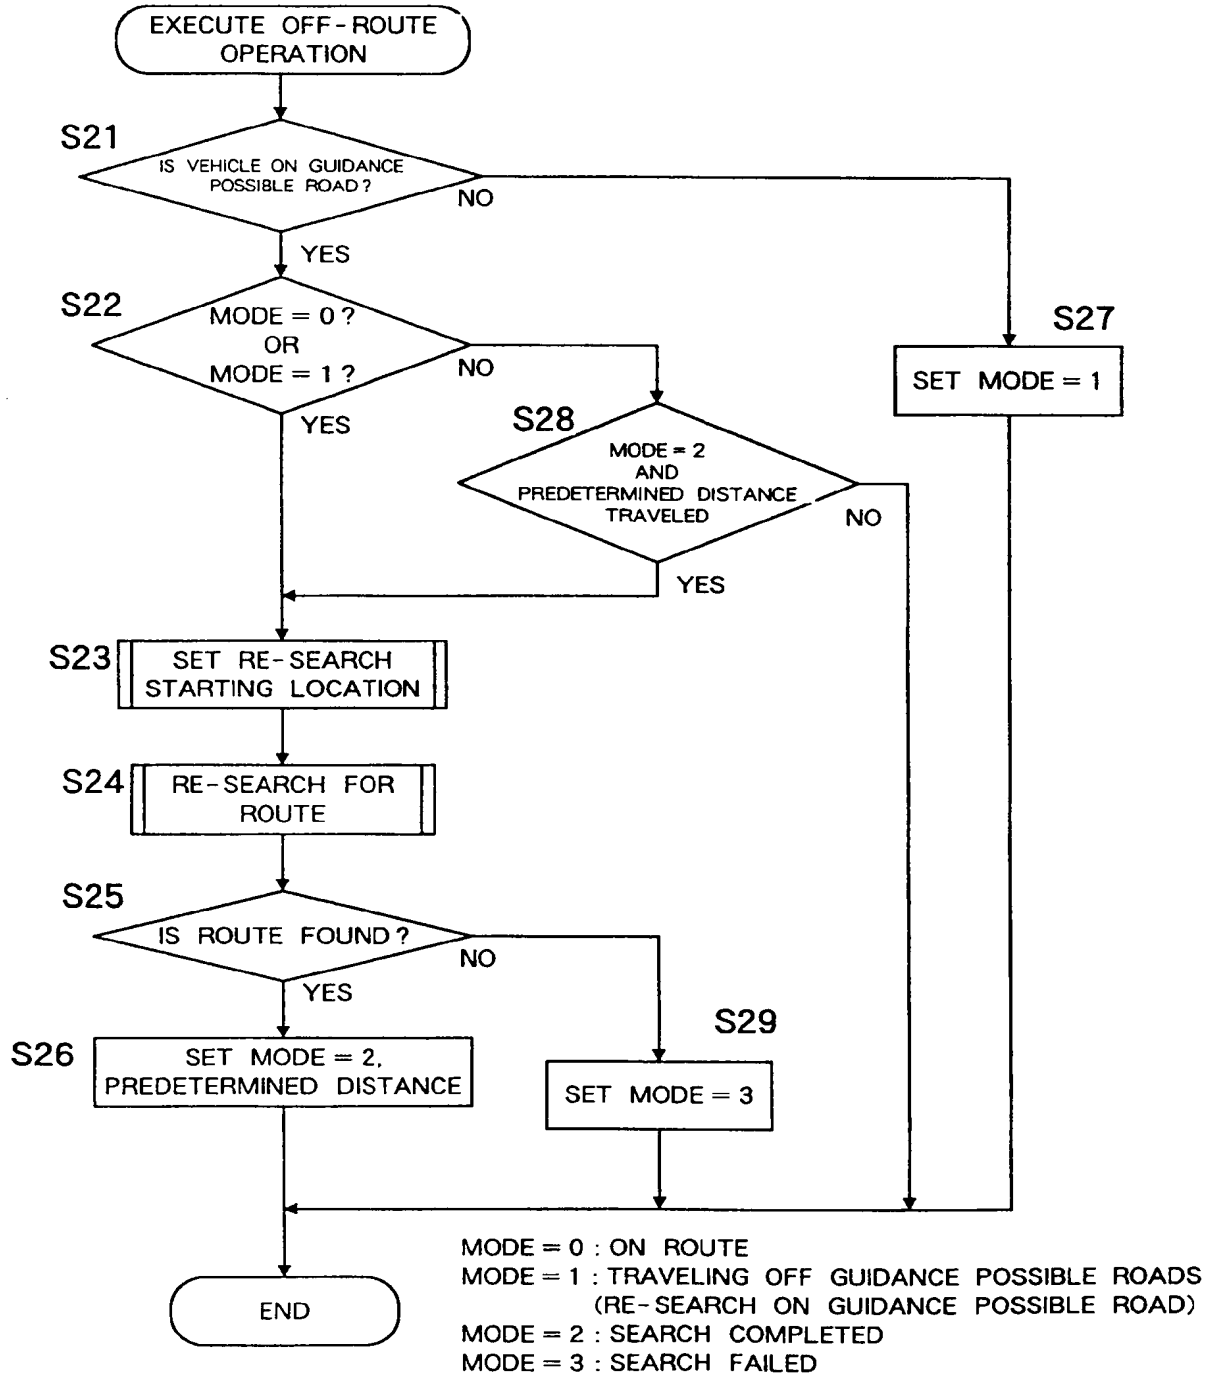 EXECUTE OFF-ROUTE
OPERATION
S21
IS VEHICLE ON GUIDANCE
POSSIBLE ROAD?
NO
YES
S22
MODE = 0?
OR
MODE = 1?
NO
YES
S27
SET MODE = 1
S28
MODE = 2
AND
PREDETERMINED DISTANCE
TRAVELED
NO
YES
S23
SET RE-SEARCH
STARTING LOCATION
S24
RE-SEARCH FOR
ROUTE
S25
IS ROUTE FOUND?
NO
YES
S26
SET MODE = 2,
PREDETERMINED DISTANCE
S29
SET MODE = 3
END
MODE = 0 : ON ROUTE
MODE = 1 : TRAVELING OFF GUIDANCE POSSIBLE ROADS
(RE-SEARCH ON GUIDANCE POSSIBLE ROAD)
MODE = 2 : SEARCH COMPLETED
MODE = 3 : SEARCH FAILED